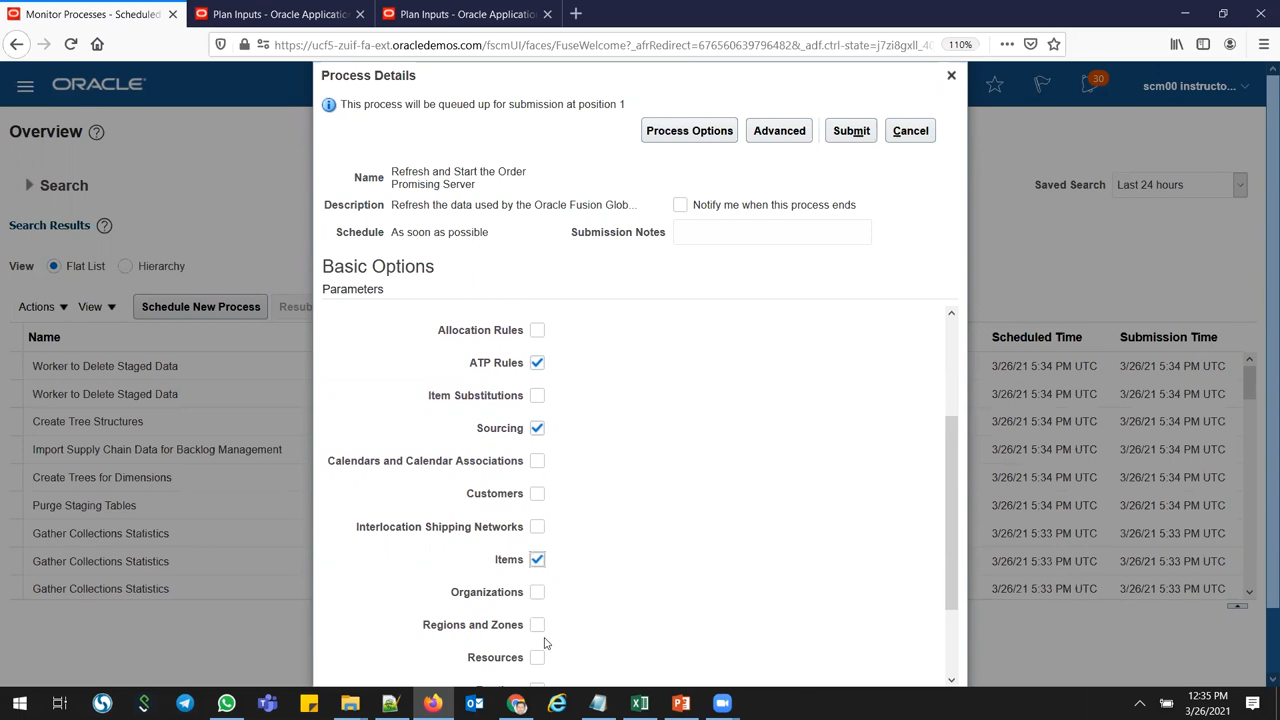 Monitor Processes - Scheduled
Plan Inputs - Oracle Application
Plan Inputs - Oracle Application
https://ucf5-zuif-fa-ext.oracledemos.com/fscmUI/faces/FuseWelcome?_afrRedirect=6765606397964828&_adf.ctrl-state=j7zi8gxll_40
110%
ORACLE
30
scm00 instructo...
Overview
Search
Saved Search Last 24 hours
Search Results
View Flat List Hierarchy
Actions View Schedule New Process Resub
Name
Scheduled Time Submission Time
Worker to Delete Staged Data 3/26/21 5:34 PM UTC 3/26/21 5:34 PM UTC
Worker to Delete Staged Data 3/26/21 5:34 PM UTC 3/26/21 5:34 PM UTC
Create Tree Structures 3/26/21 5:34 PM UTC 3/26/21 5:34 PM UTC
Import Supply Chain Data for Backlog Management 3/26/21 5:34 PM UTC 3/26/21 5:34 PM UTC
Create Trees for Dimensions 3/26/21 5:34 PM UTC 3/26/21 5:34 PM UTC
Purge Staging Tables 3/26/21 5:34 PM UTC 3/26/21 5:34 PM UTC
Gather Collections Statistics 3/26/21 5:33 PM UTC 3/26/21 5:33 PM UTC
Gather Collections Statistics 3/26/21 5:33 PM UTC 3/26/21 5:33 PM UTC
Gather Collections Statistics 3/26/21 5:33 PM UTC 3/26/21 5:33 PM UTC
Process Details
This process will be queued up for submission at position 1
Process Options Advanced Submit Cancel
Name Refresh and Start the Order
Promising Server
Description Refresh the data used by the Oracle Fusion Glob... Notify me when this process ends
Schedule As soon as possible Submission Notes
Basic Options
Parameters
Allocation Rules
ATP Rules
Item Substitutions
Sourcing
Calendars and Calendar Associations
Customers
Interlocation Shipping Networks
Items
Organizations
Regions and Zones
Resources
12:35 PM
3/26/2021